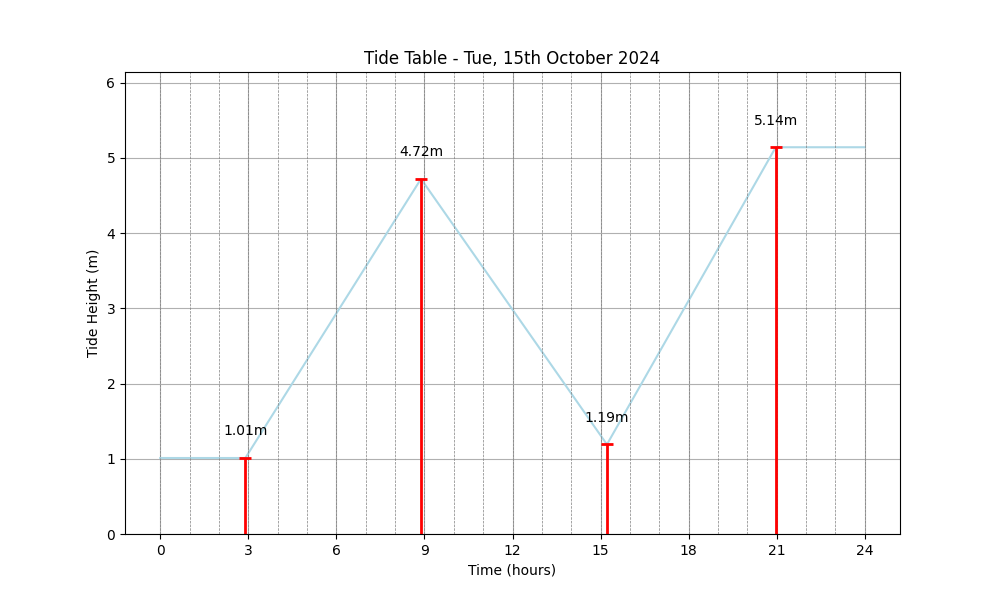 Tide Table - Tue, 15th October 2024
6
5.14m
5
4.72m
4
Tide Height (m)
3
2
1.19m
1.01m
1
0
0 3 6 9 12 15 18 21 24
Time (hours)